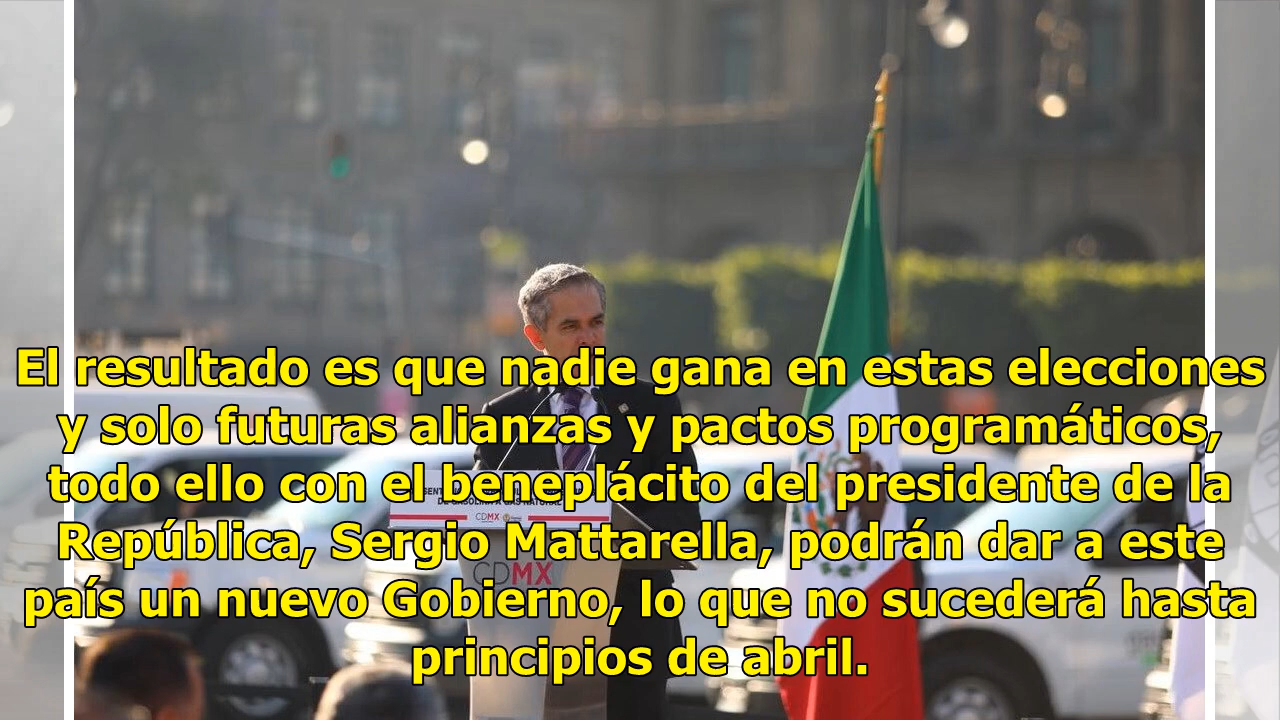 El resultado es que nadie gana en estas elecciones
y solo futuras alianzas y pactos programáticos,
todo ello con el beneplácito del presidente de la
República, Sergio Mattarella, podrán dar a este
país un nuevo Gobierno, lo que no sucederá hasta
principios de abril.
CDMX
CDMX